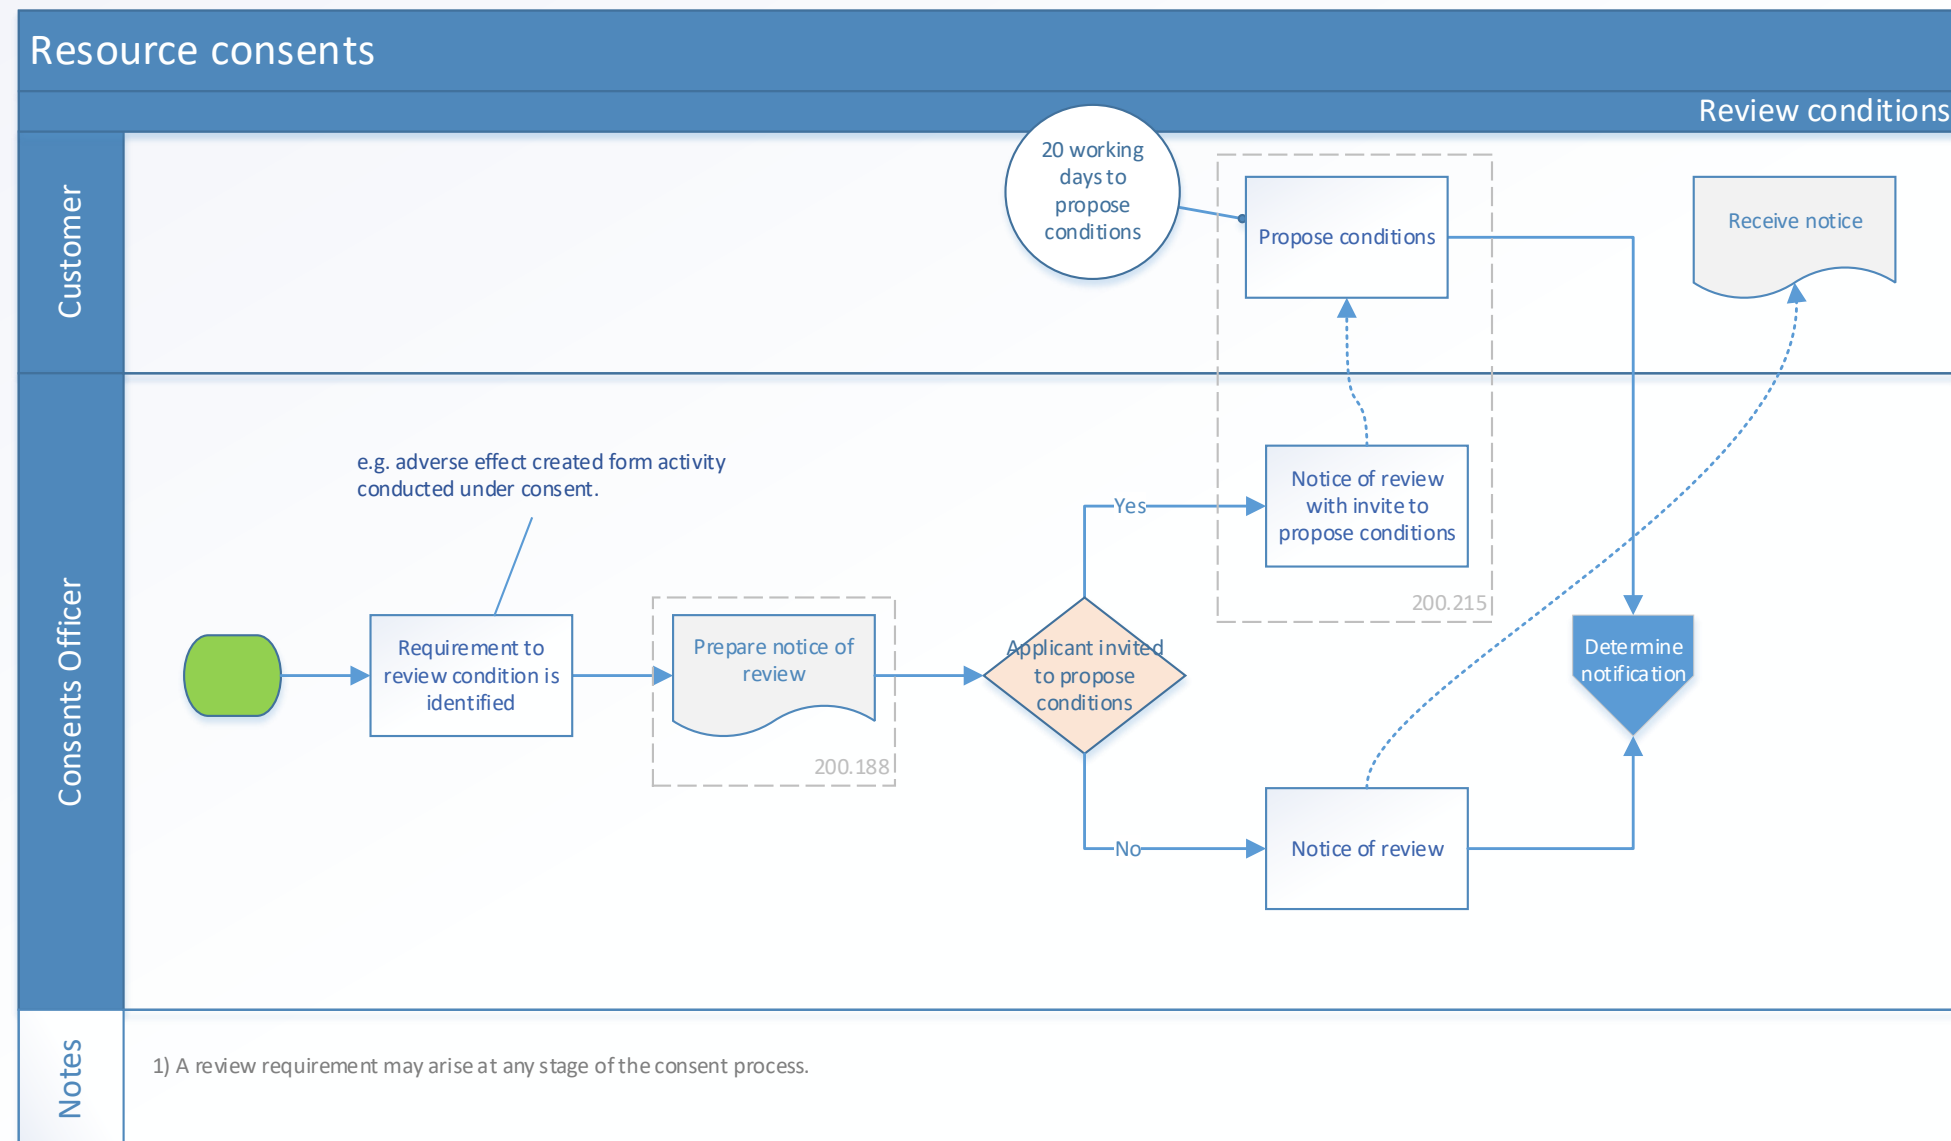 Resource consents
Review conditions
Customer
20 working
days to
propose
conditions
Propose conditions
Receive notice
Consents Officer
e.g. adverse effect created form activity
conducted under consent.
Requirement to
review condition is
identified
Prepare notice of
review
200.188
Applicant invited
to propose
conditions
Yes
Notice of review
with invite to
propose conditions
200.215
No
Notice of review
Determine
notification
Notes
1) A review requirement may arise at any stage of the consent process.